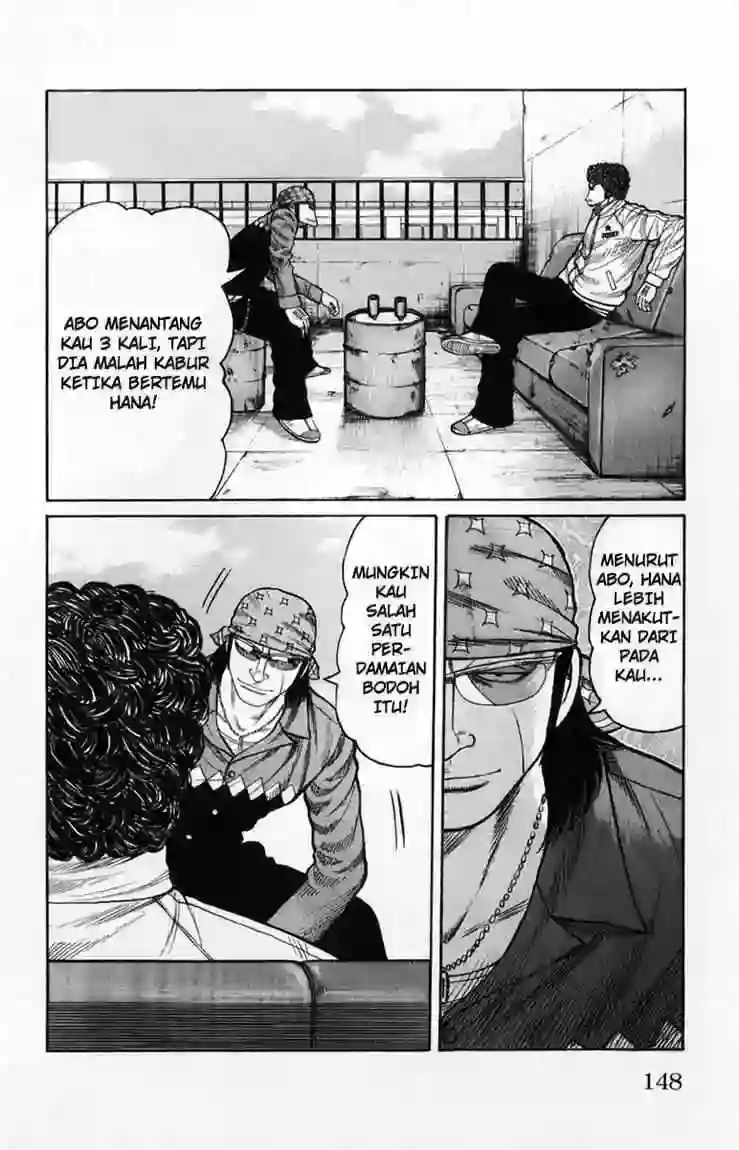 ABO MENANTANG
KAU 3 KALI, TAPI
DIA MALAH KABUR
KETIKA BERTEMU
HANA!
MENURUT
ABO, HANA
LEBIH
MENAKUT-
KAN DARI
PADA
KAU...
MUNGKIN
KAU
SALAH
SATU
PER-
DAMAIAN
BODOH
ITU!
148